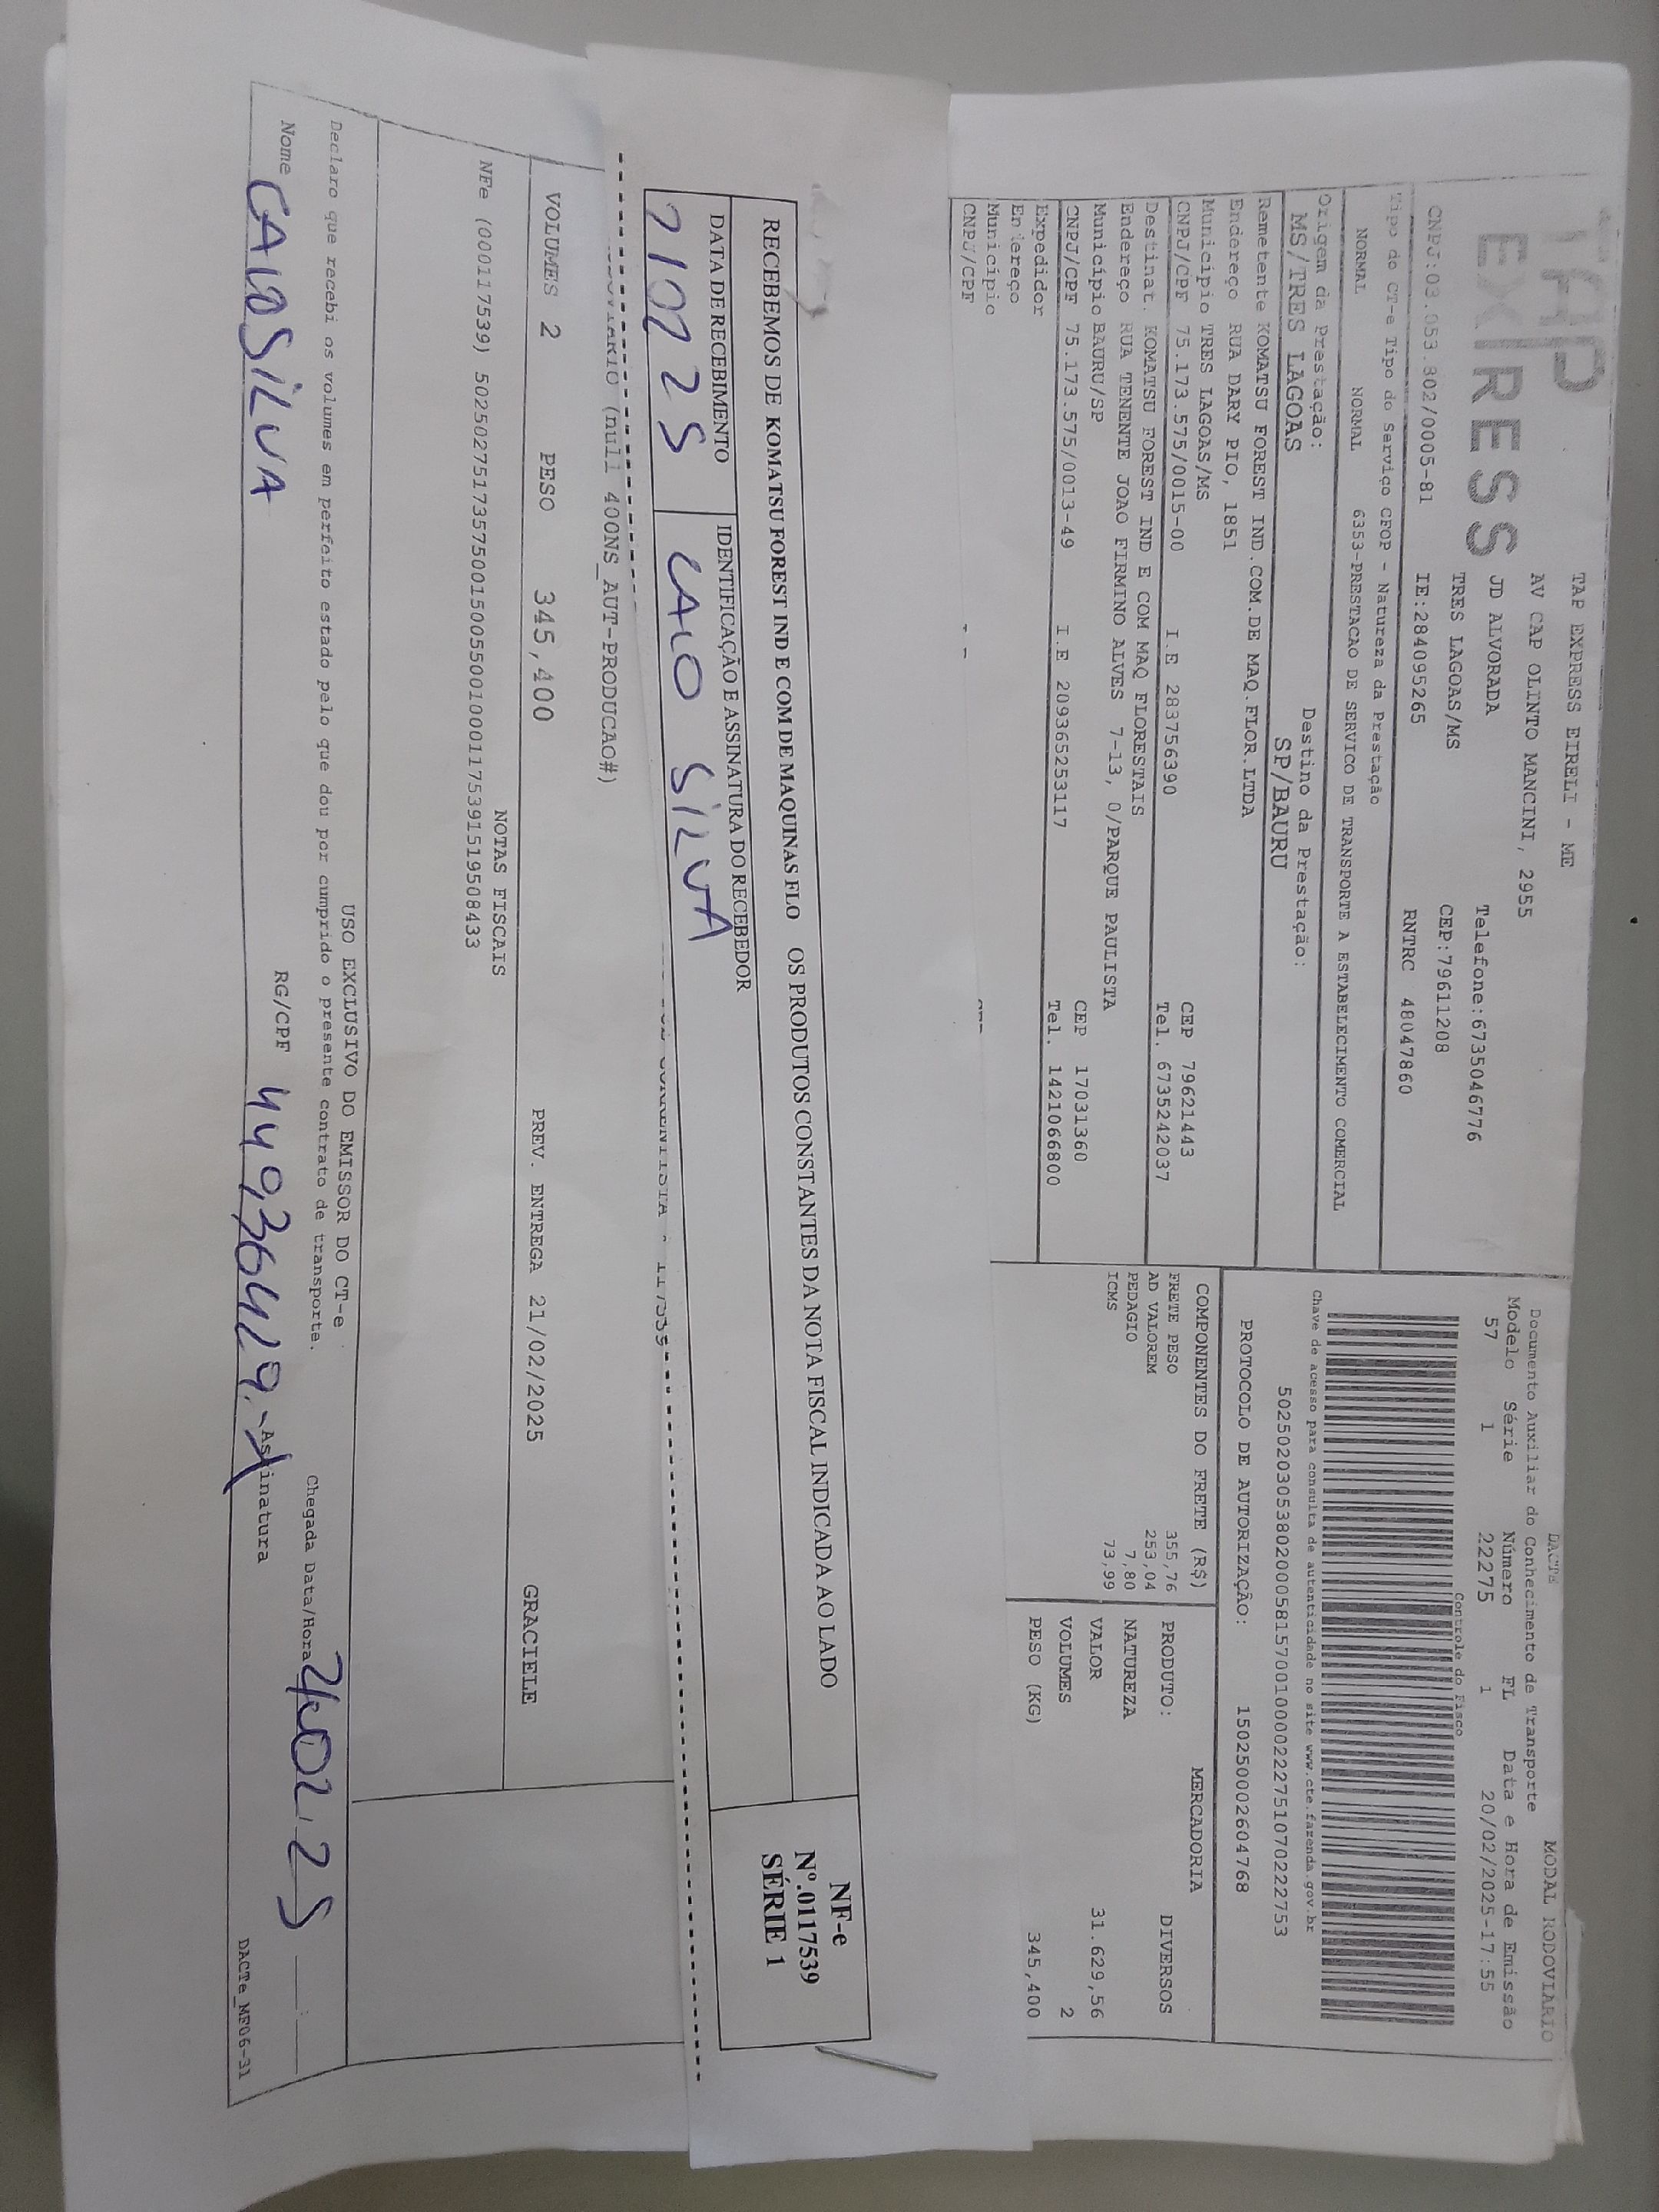 TAP
EXPRESS
TAP EXPRESS EIRELI - ME
AV CAP OLINTO MANCINI, 2955
JD ALVORADA Telefone:6735046776
TRES LAGOAS/MS CEP:79611208
CNPJ:03.053.802/0005-81 IE:284095265 RNTRC 48047860
Tipo do CT-e Tipo do Serviço CFOP - Natureza da Prestação
NORMAL NORMAL 6353-PRESTACAO DE SERVICO DE TRANSPORTE A ESTABELECIMENTO COMERCIAL
Origem da Prestação: Destino da Prestação:
MS/TRES LAGOAS SP/BAURU
Remetente KOMATSU FOREST IND.COM.DE MAQ.FLOR.LTDA
Endereço RUA DARY PIO, 1851
Município TRES LAGOAS/MS CEP 79621443
CNPJ/CPF 75.173.575/0015-00 I.E 283756390 Tel. 6735242037
Destinat. KOMATSU FOREST IND E COM MAQ FLORESTAIS
Endereço RUA TENENTE JOAO FIRMINO ALVES 7-13, 0/PARQUE PAULISTA
Município BAURU/SP CEP 17031360
CNPJ/CPF 75.173.575/0013-49 I.E 209365253117 Tel. 1421066800
Expedidor
Endereço
Município
CNPJ/CPF
DACTE MODAL RODOVIARIO
Documento Auxiliar do Conhecimento de Transporte
Modelo Série Número FL Data e Hora de Emissão
57 1 22275 1 20/02/2025-17:55
Controle do Fisco
Chave de acesso para consulta de autenticidade no site www.cte.fazenda.gov.br
50250203053802000581570010000222751070222753
PROTOCOLO DE AUTORIZAÇÃO: 150250002604768
COMPONENTES DO FRETE (R$) MERCADORIA
FRETE PESO 355,76
AD VALOREM 253,04
PEDAGIO 7,80
ICMS 73,99
PRODUTO: DIVERSOS
NATUREZA
VALOR 31.629,56
VOLUMES 2
PESO (KG) 345,400
RECEBEMOS DE KOMATSU FOREST IND E COM DE MAQUINAS FLO OS PRODUTOS CONSTANTES DA NOTA FISCAL INDICADA AO LADO
DATA DE RECEBIMENTO IDENTIFICAÇÃO E ASSINATURA DO RECEBEDOR
210225 CAIO SILVA
NF-e
Nº.0117539
SÉRIE 1
(null 400NS_AUT-PRODUCAO#)
VOLUMES 2 PESO 345,400 PREV. ENTREGA 21/02/2025 GRACIELE
NOTAS FISCAIS
NFe (000117539) 50250275173575001500550010001175391519508433
USO EXCLUSIVO DO EMISSOR DO CT-e
Declaro que recebi os volumes em perfeito estado pelo que dou por cumprido o presente contrato de transporte.
Chegada Data/Hora 21.02.25
Nome CAIO SILVA RG/CPF Assinatura
DACTe_MF06-31